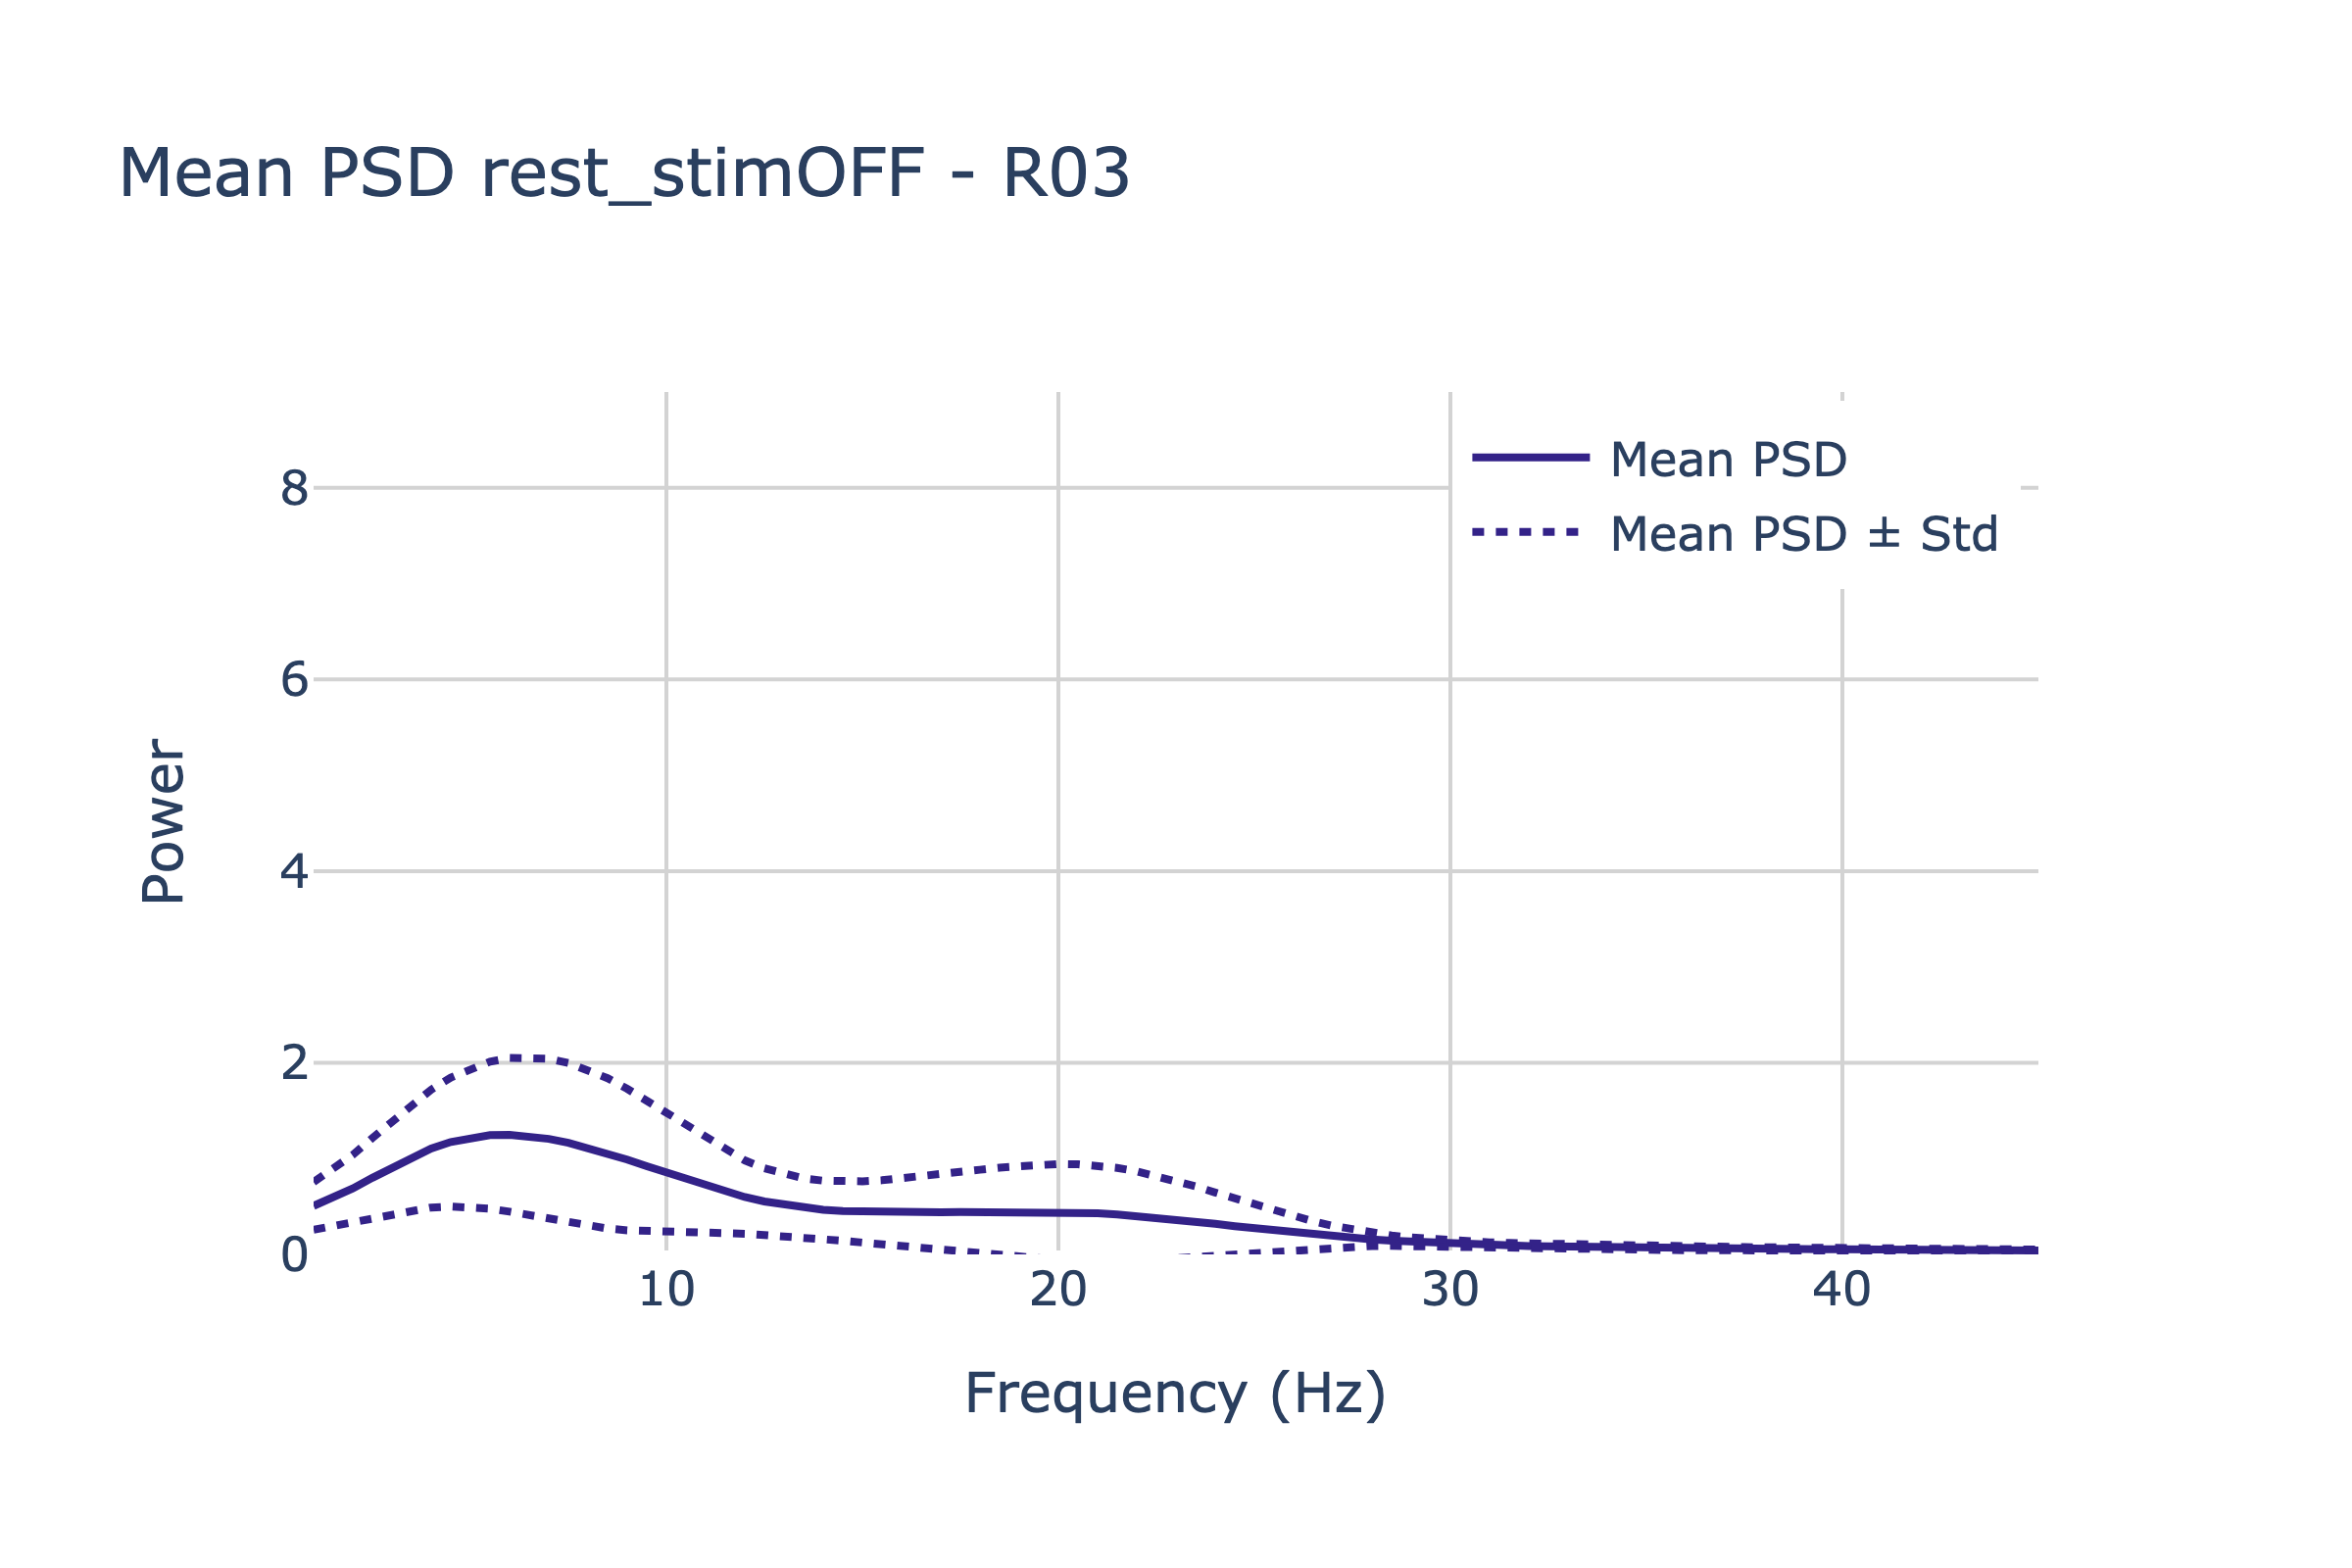 Mean PSD rest_stimOFF - R03
Mean PSD
Mean PSD ± Std
8
6
4
2
0
Power
10 20 30 40
Frequency (Hz)